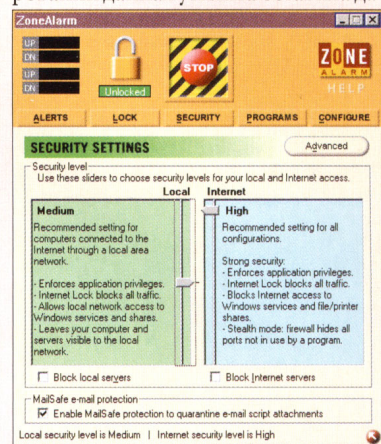 ZoneAlarm
UP
DN
UP
DN
Unlocked
STOP
ZONE
ALARM
HELP
ALERTS
LOCK
SECURITY
PROGRAMS
CONFIGURE
SECURITY SETTINGS
Advanced
Security level
Use these sliders to choose security levels for your local and Internet access.
Local
Internet
Medium
Recommended setting for
computers connected to the
Internet through a local area
network.
- Enforces application privileges.
- Internet Lock blocks all traffic.
- Allows local network access to
Windows services and shares.
- Leaves your computer and
servers visible to the local
network.
High
Recommended setting for all
configurations.
Strong security:
- Enforces application privileges.
- Internet Lock blocks all traffic.
- Blocks Internet access to
Windows services and file/printer
shares.
- Stealth mode: firewall hides all
ports not in use by a program.
Block local servers
Block Internet servers
MailSafe e-mail protection
Enable MailSafe protection to quarantine e-mail script attachments
Local security level is Medium | Internet security level is High